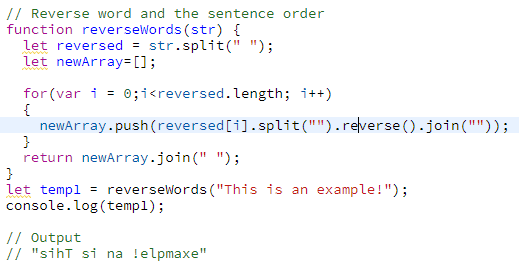 // Reverse word and the sentence order
function reverseWords(str) {
  let reversed = str.split(" ");
  let newArray=[];

  for(var i = 0;i<reversed.length; i++)
  {
    newArray.push(reversed[i].split("").reverse().join(""));
  }
  return newArray.join(" ");
}
let temp1 = reverseWords("This is an example!");
console.log(temp1);

// Output
// "sihT si na !elpmaxe"